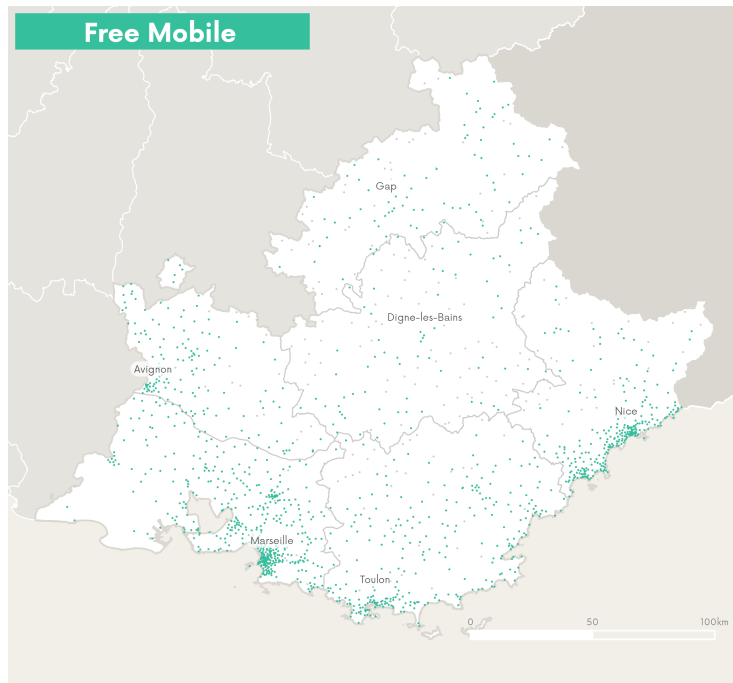 Free Mobile
Gap
Digne-les-Bains
Avignon
Nice
Marseille
Toulon
0 50 100km